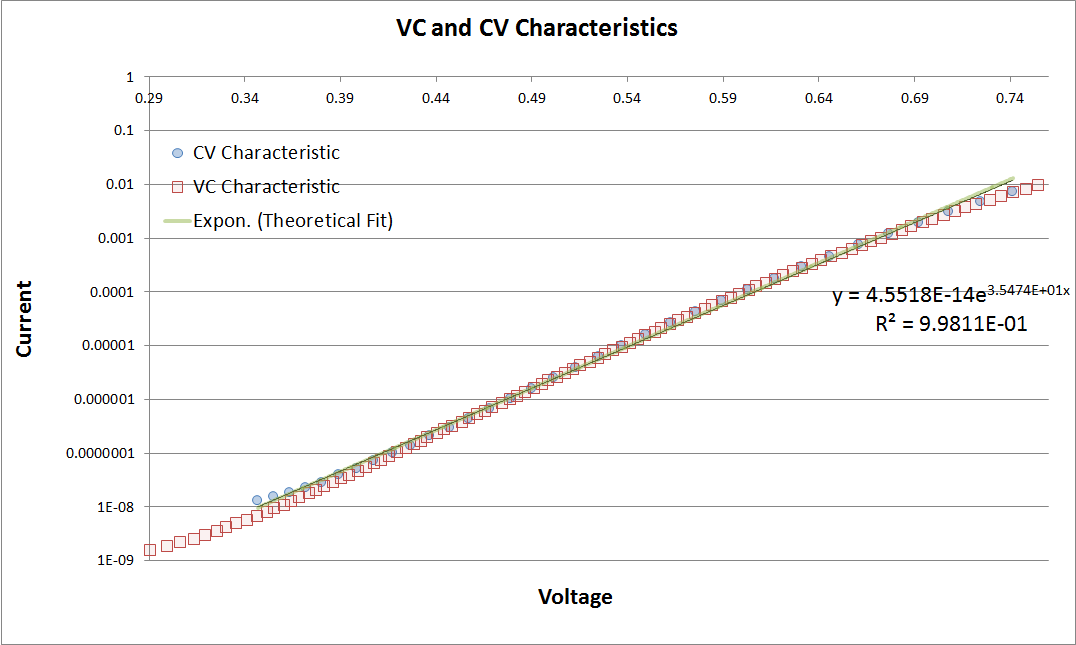 VC and CV Characteristics
1
0.29 0.34 0.39 0.44 0.49 0.54 0.59 0.64 0.69 0.74
0.1
CV Characteristic
0.01
VC Characteristic
Expon. (Theoretical Fit)
0.001
0.0001
y = 4.5518E-14e^3.5474E+01x
R² = 9.9811E-01
0.00001
0.000001
0.0000001
1E-08
1E-09
Current
Voltage